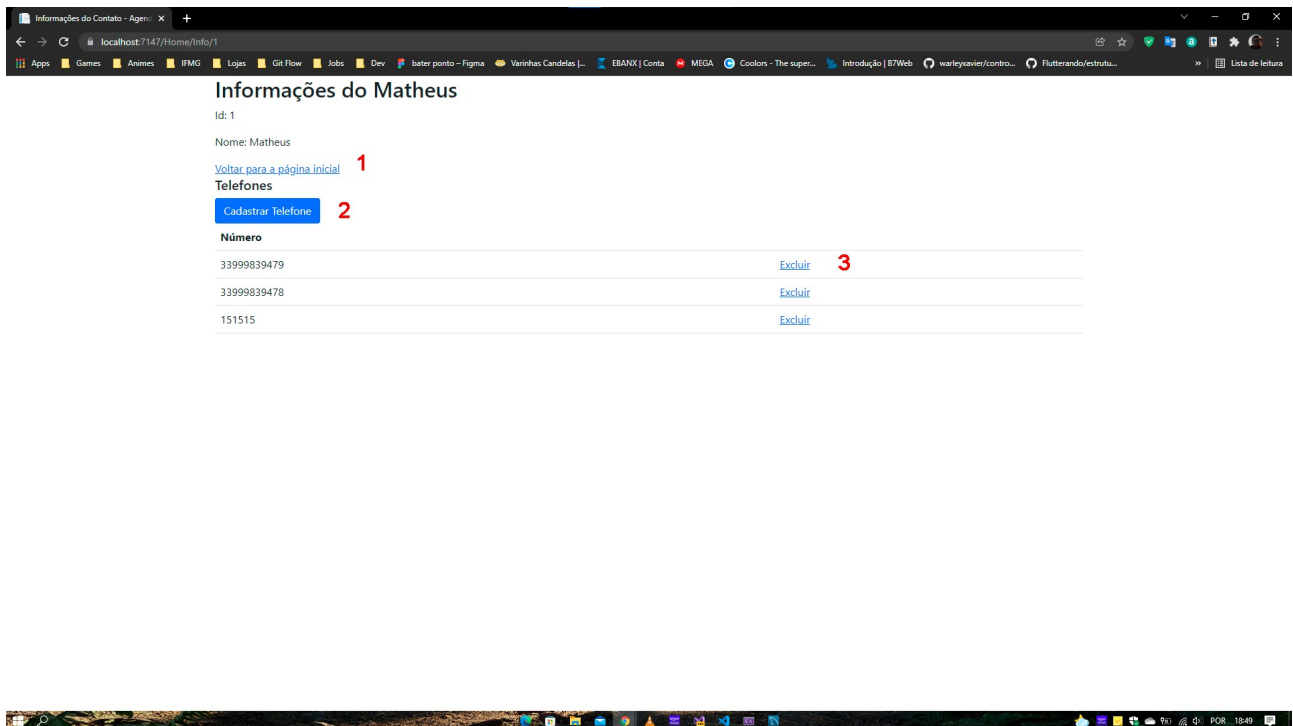 Informações do Contato - Agend
localhost:7147/Home/Info/1
Apps Games Animes IFMG Lojas Git Flow Jobs Dev bater ponto – Figma Varinhas Candelas |... EBANX | Conta MEGA Coolors - The super... Introdução | B7Web warleyxavier/contro... Flutterando/estrutu... » Lista de leitura
Informações do Matheus
Id: 1
Nome: Matheus
Voltar para a página inicial 1
Telefones
Cadastrar Telefone 2
Número
33999839479 Excluir 3
33999839478 Excluir
151515 Excluir
POR 18:49